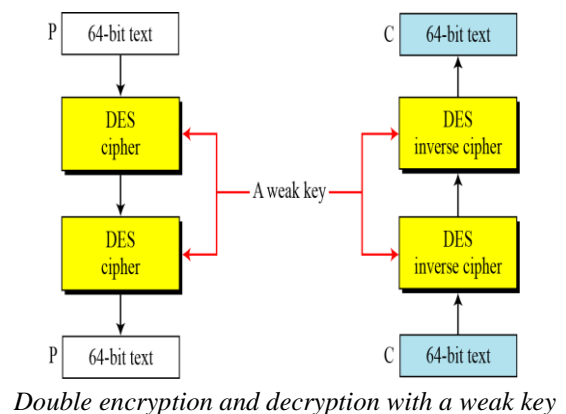 P 64-bit text
C 64-bit text
DES
cipher
DES
inverse cipher
A weak key
DES
cipher
DES
inverse cipher
P 64-bit text
C 64-bit text
Double encryption and decryption with a weak key